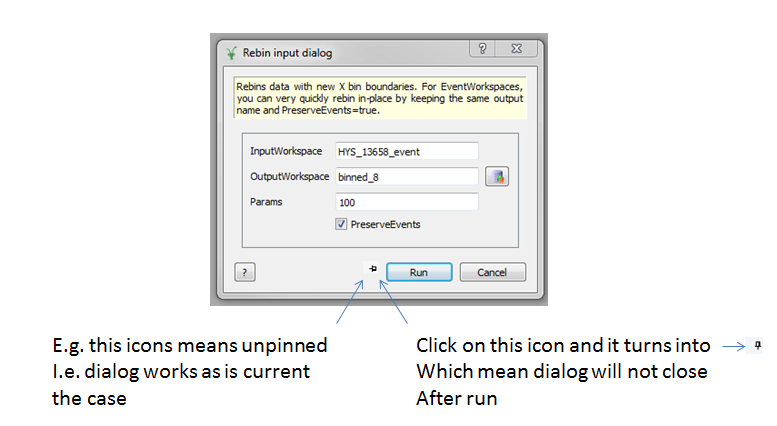 Rebin input dialog
?
Rebins data with new X bin boundaries. For EventWorkspaces,
you can very quickly rebin in-place by keeping the same output
name and PreserveEvents=true.
InputWorkspace HYS_13658_event
OutputWorkspace binned_8
Params 100
PreserveEvents
? Run Cancel
E.g. this icons means unpinned
I.e. dialog works as is current
the case
Click on this icon and it turns into
Which mean dialog will not close
After run